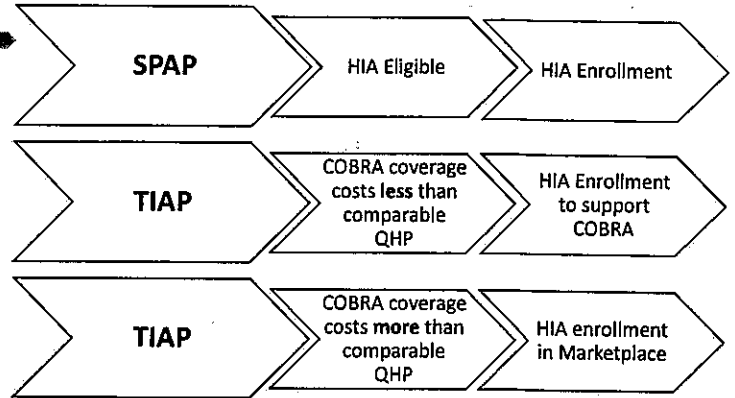 SPAP
HIA Eligible
HIA Enrollment
TIAP
COBRA coverage
costs less than
comparable
QHP
HIA Enrollment
to support
COBRA
TIAP
COBRA coverage
costs more than
comparable
QHP
HIA enrollment
in Marketplace